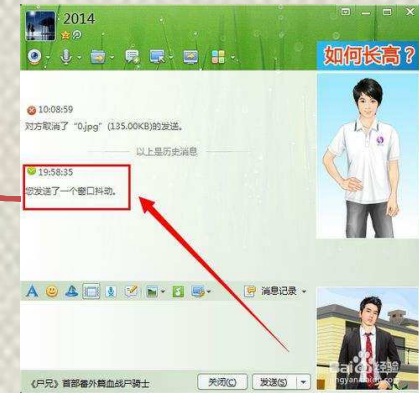 2014
如何长高?
10:08:59
对方取消了 "0.jpg" (135.00KB)的发送。
以上是历史消息
19:58:35
您发送了一个窗口抖动。
消息记录
《尸兄》首部番外篇血战尸骑士
关闭(C)
发送(S)
Bai 经验